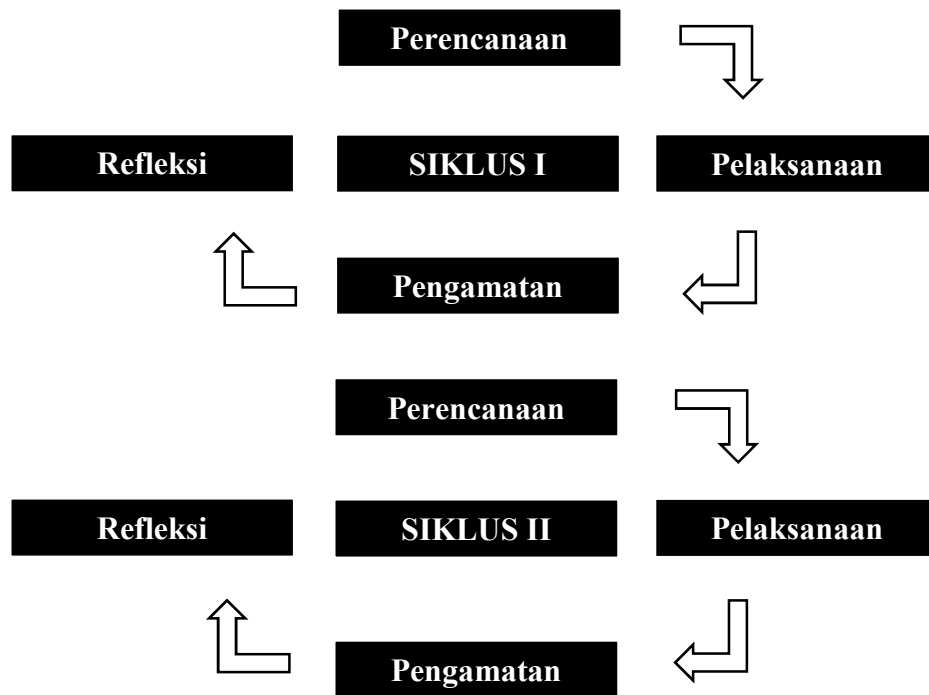 Perencanaan
Refleksi
SIKLUS I
Pelaksanaan
Pengamatan
Perencanaan
Refleksi
SIKLUS II
Pelaksanaan
Pengamatan